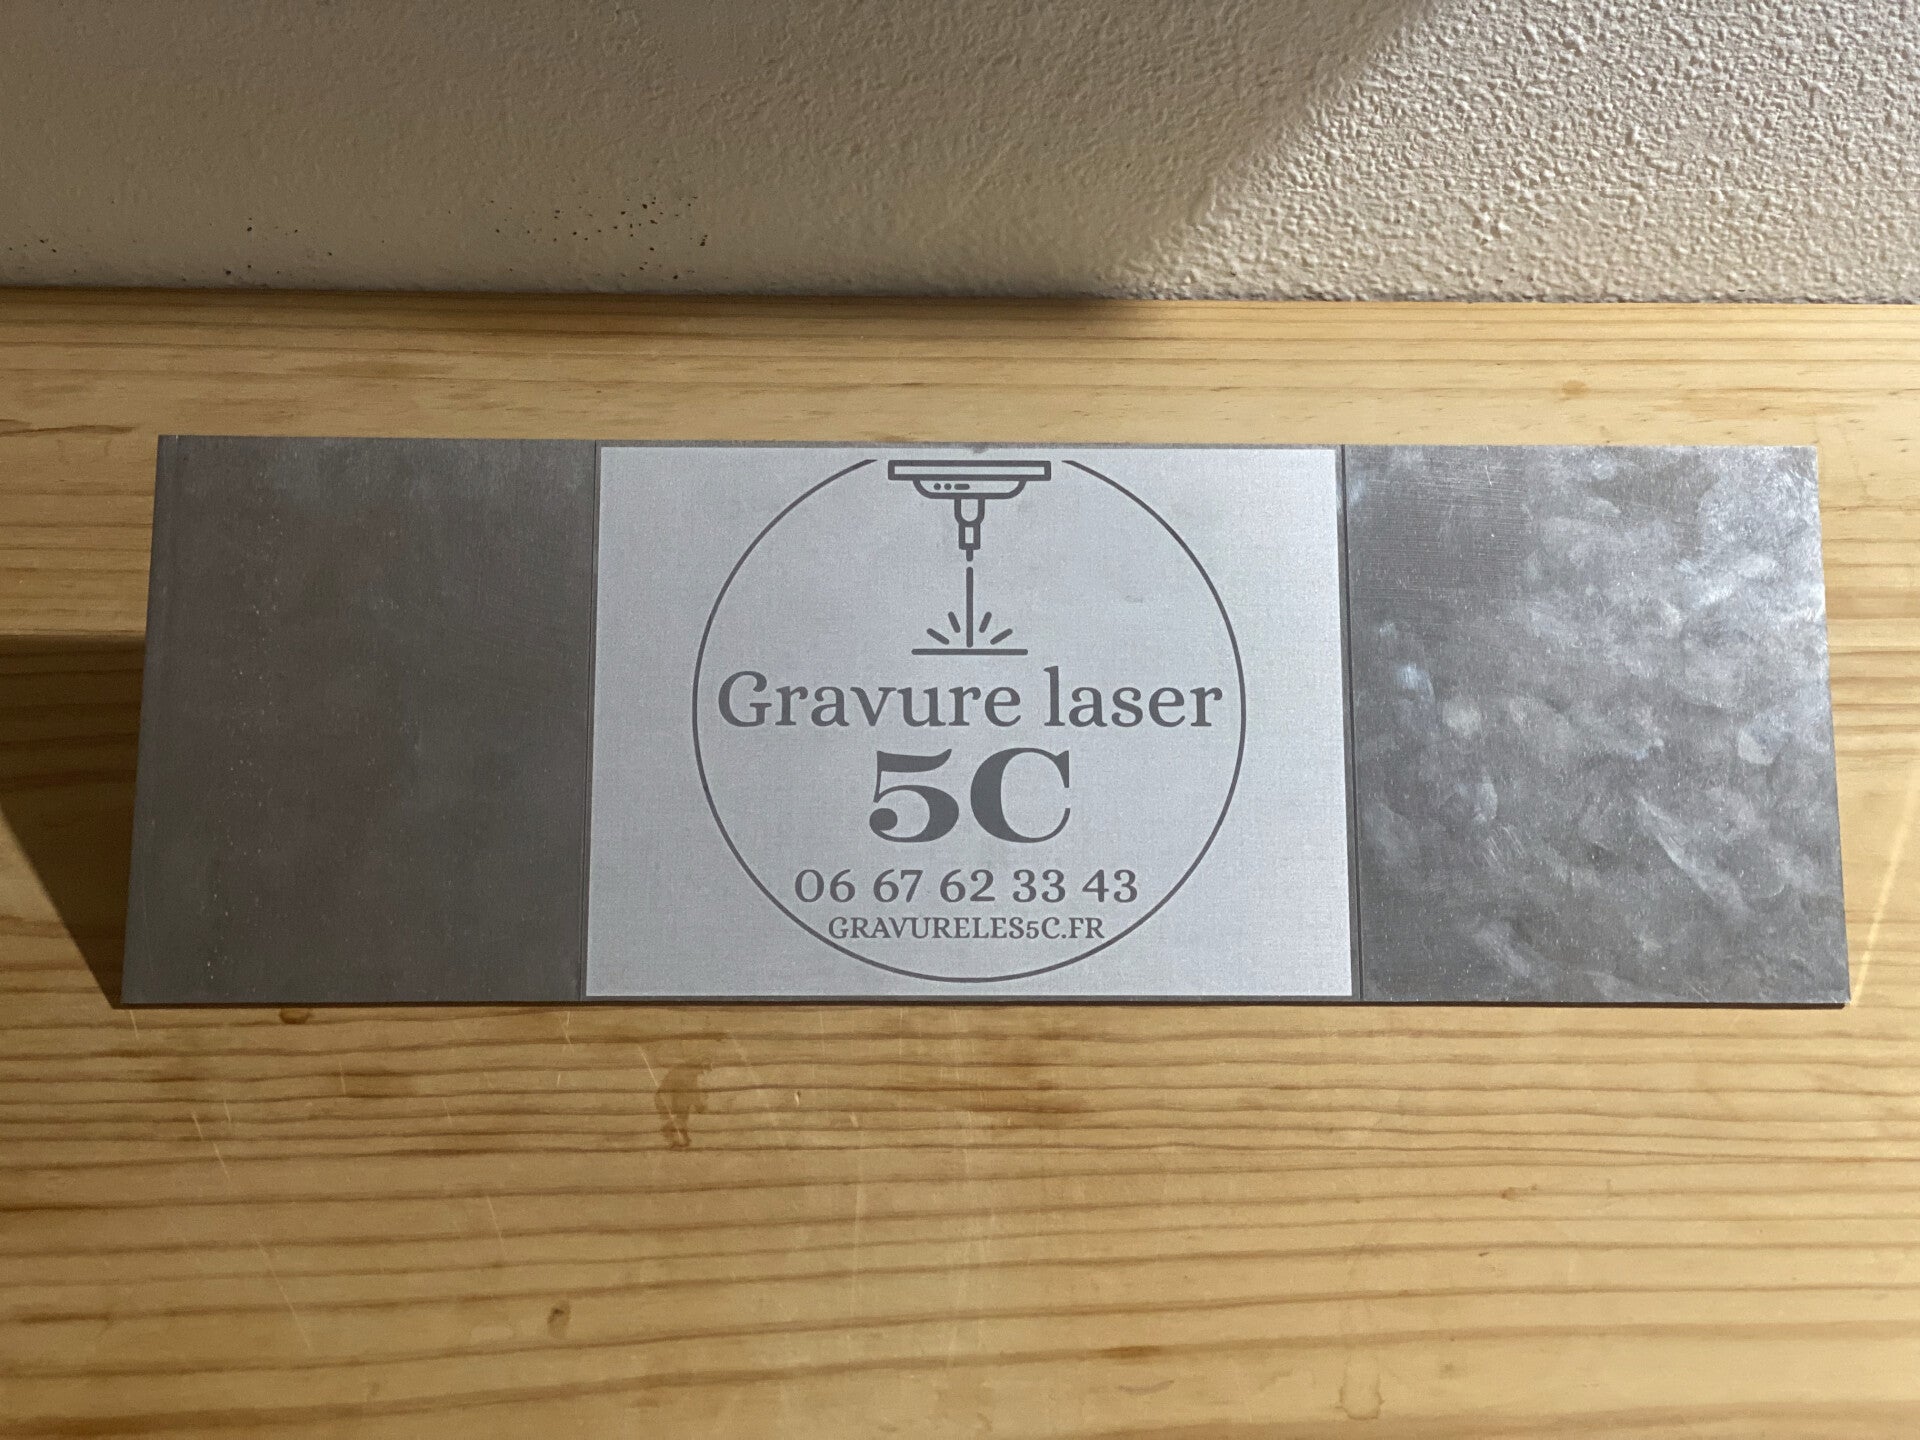 Gravure laser
5C
06 67 62 33 43
GRAVURELES5C.FR